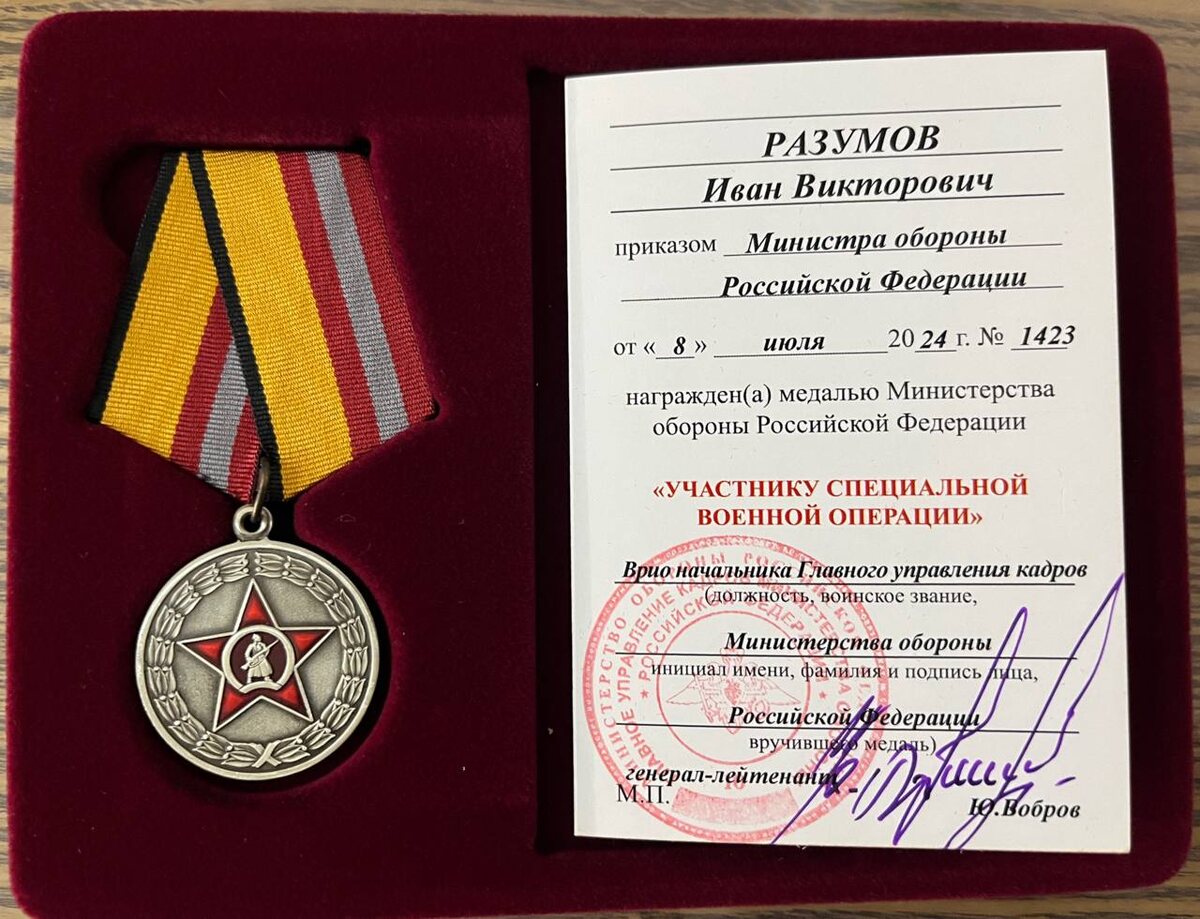 РАЗУМОВ
Иван Викторович
приказом Министра обороны
Российской Федерации
от « 8 » июля 2024 г. № 1423
награжден(а) медалью Министерства
обороны Российской Федерации
«УЧАСТНИКУ СПЕЦИАЛЬНОЙ
ВОЕННОЙ ОПЕРАЦИИ»
Врио начальника Главного управления кадров
(должность, воинское звание,
Министерства обороны
инициал имени, фамилия и подпись лица,
Российской Федерации
вручившего медаль)
генерал-лейтенант
М.П.
Ю.Вобров